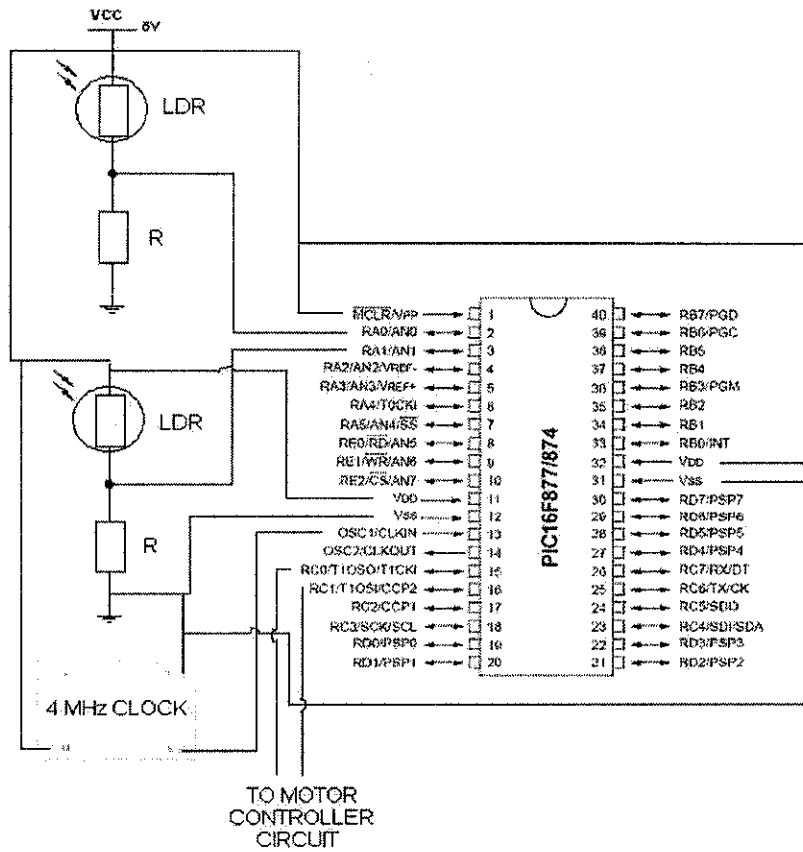 VCC
5V
LDR
R
MCLR/VPP
RA0/AN0
RA1/AN1
RA2/AN2/VREF-
RA3/AN3/VREF+
RA4/T0CKI
RA5/AN4/SS
RE0/RD/AN5
RE1/WR/AN6
RE2/CS/AN7
VDD
VSS
OSC1/CLKIN
OSC2/CLKOUT
RC0/T1OSO/T1CKI
RC1/T1OSI/CCP2
RC2/CCP1
RC3/SCK/SCL
RD0/PSP0
RD1/PSP1
1
2
3
4
5
6
7
8
9
10
11
12
13
14
15
16
17
18
19
20
PIC16F877/874
40
39
38
37
36
35
34
33
32
31
30
29
28
27
26
25
24
23
22
21
RB7/PGD
RB6/PGC
RB5
RB4
RB3/PGM
RB2
RB1
RB0/INT
VDD
VSS
RD7/PSP7
RD6/PSP6
RD5/PSP5
RD4/PSP4
RC7/RX/DT
RC6/TX/CK
RC5/SDO
RC4/SDI/SDA
RD3/PSP3
RD2/PSP2
LDR
R
4 MHz CLOCK
TO MOTOR
CONTROLLER
CIRCUIT